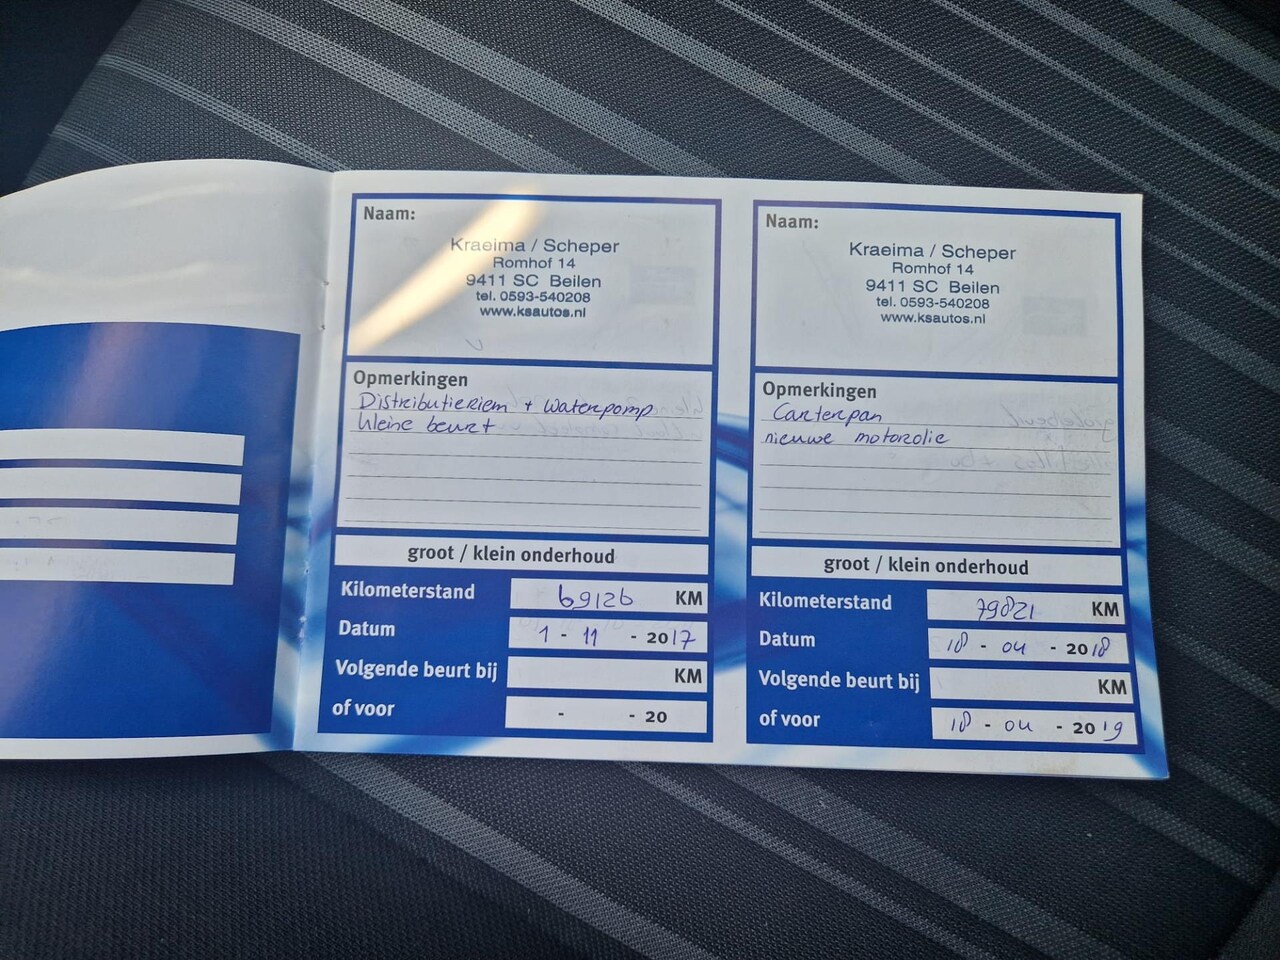 Naam:
Kraeima / Scheper
Romhof 14
9411 SC Beilen
tel. 0593-540208
www.ksautos.nl
Opmerkingen
Distributieriem + Waterpomp
kleine beurt
groot / klein onderhoud
Kilometerstand 69126 KM
Datum 1 - 11 - 2017
Volgende beurt bij KM
of voor - - 20
Naam:
Kraeima / Scheper
Romhof 14
9411 SC Beilen
tel. 0593-540208
www.ksautos.nl
Opmerkingen
Carterpan
nieuwe motorolie
groot / klein onderhoud
Kilometerstand 79821 KM
Datum 18 - 04 - 2018
Volgende beurt bij KM
of voor 18 - 04 - 2019